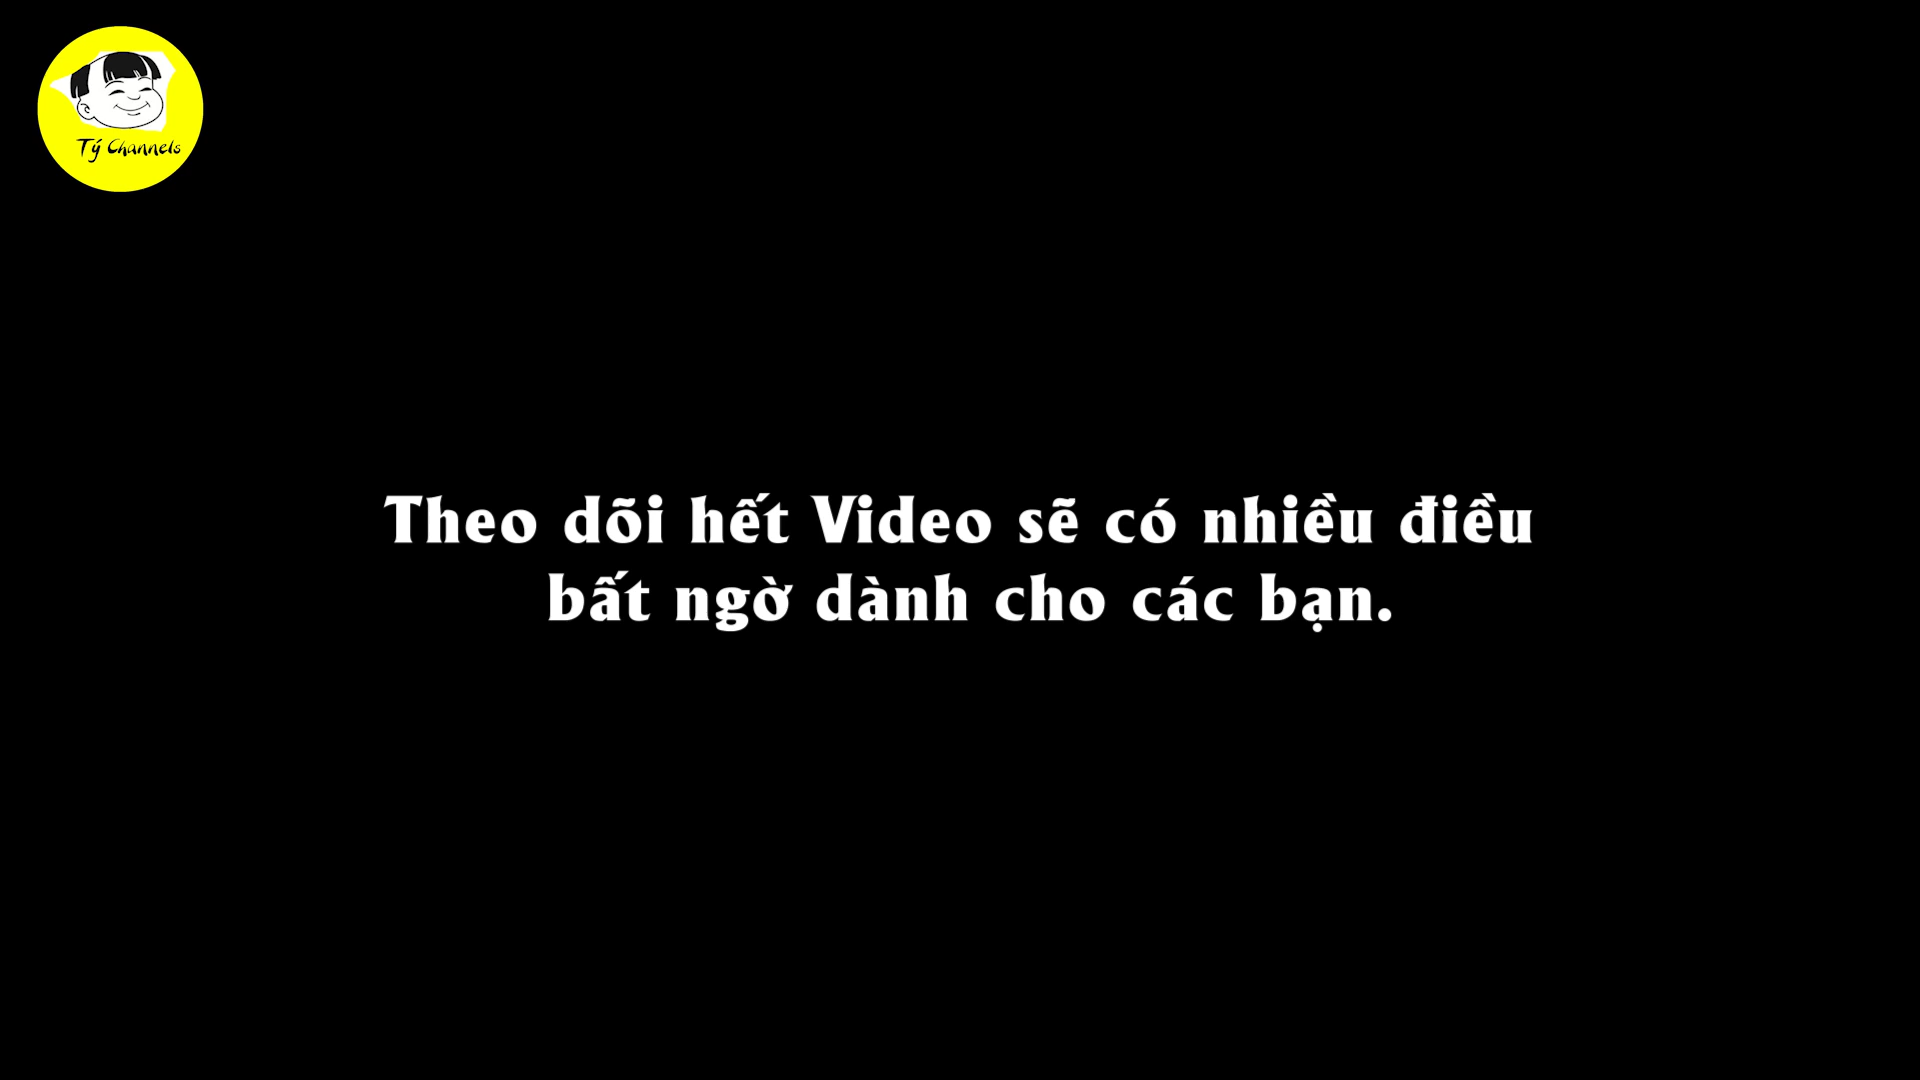 Tý Channels
Theo dõi hết Video sẽ có nhiều điều
bất ngờ dành cho các bạn.